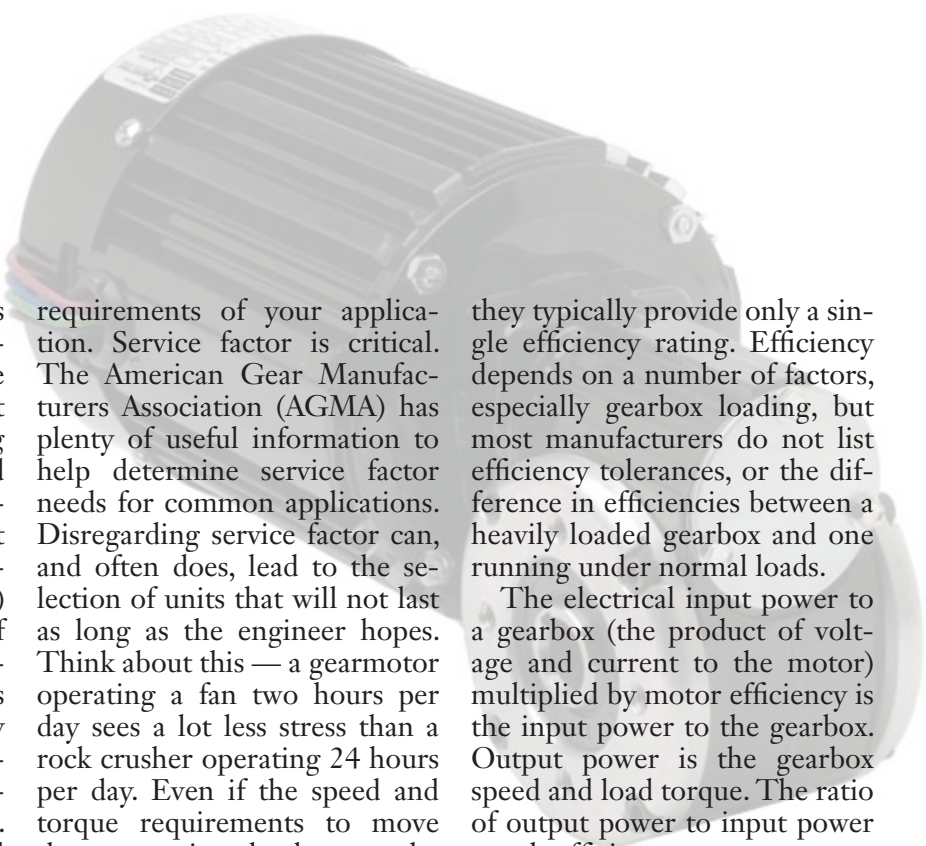 requirements of your applica-
tion. Service factor is critical.
The American Gear Manufac-
turers Association (AGMA) has
plenty of useful information to
help determine service factor
needs for common applications.
Disregarding service factor can,
and often does, lead to the se-
lection of units that will not last
as long as the engineer hopes.
Think about this — a gearmotor
operating a fan two hours per
day sees a lot less stress than a
rock crusher operating 24 hours
per day. Even if the speed and
torque requirements to move
they typically provide only a sin-
gle efficiency rating. Efficiency
depends on a number of factors,
especially gearbox loading, but
most manufacturers do not list
efficiency tolerances, or the dif-
ference in efficiencies between a
heavily loaded gearbox and one
running under normal loads.
The electrical input power to
a gearbox (the product of volt-
age and current to the motor)
multiplied by motor efficiency is
the input power to the gearbox.
Output power is the gearbox
speed and load torque. The ratio
of output power to input power